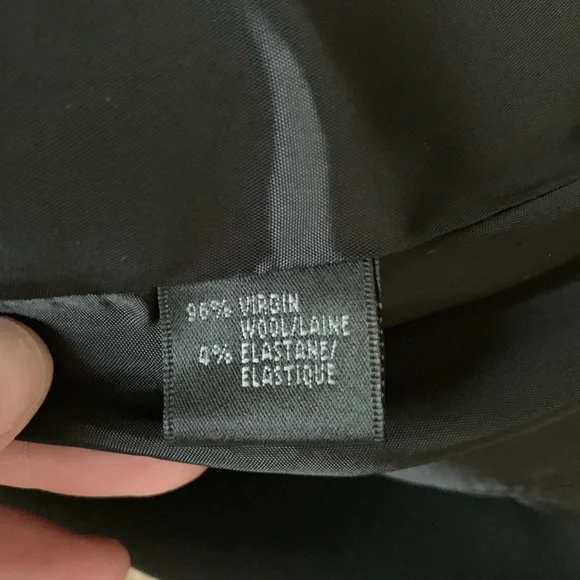 96% VIRGIN
WOOL/LAINE
4% ELASTANE/
ELASTIQUE